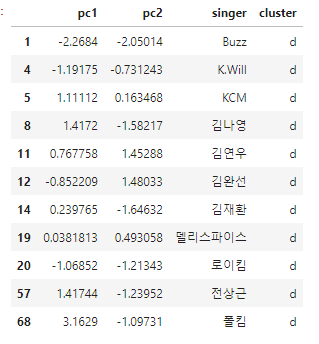 :
pc1 pc2 singer cluster
1 -2.2684 -2.05014 Buzz d
4 -1.19175 -0.731243 K.Will d
5 1.11112 0.163468 KCM d
8 1.4172 -1.58217 김나영 d
11 0.767758 1.45288 김연우 d
12 -0.852209 1.48033 김완선 d
14 0.239765 -1.64632 김재환 d
19 0.0381813 0.493058 델리스파이스 d
20 -1.06852 -1.21343 로이킴 d
57 1.41744 -1.23952 전상근 d
68 3.1629 -1.09731 폴킴 d